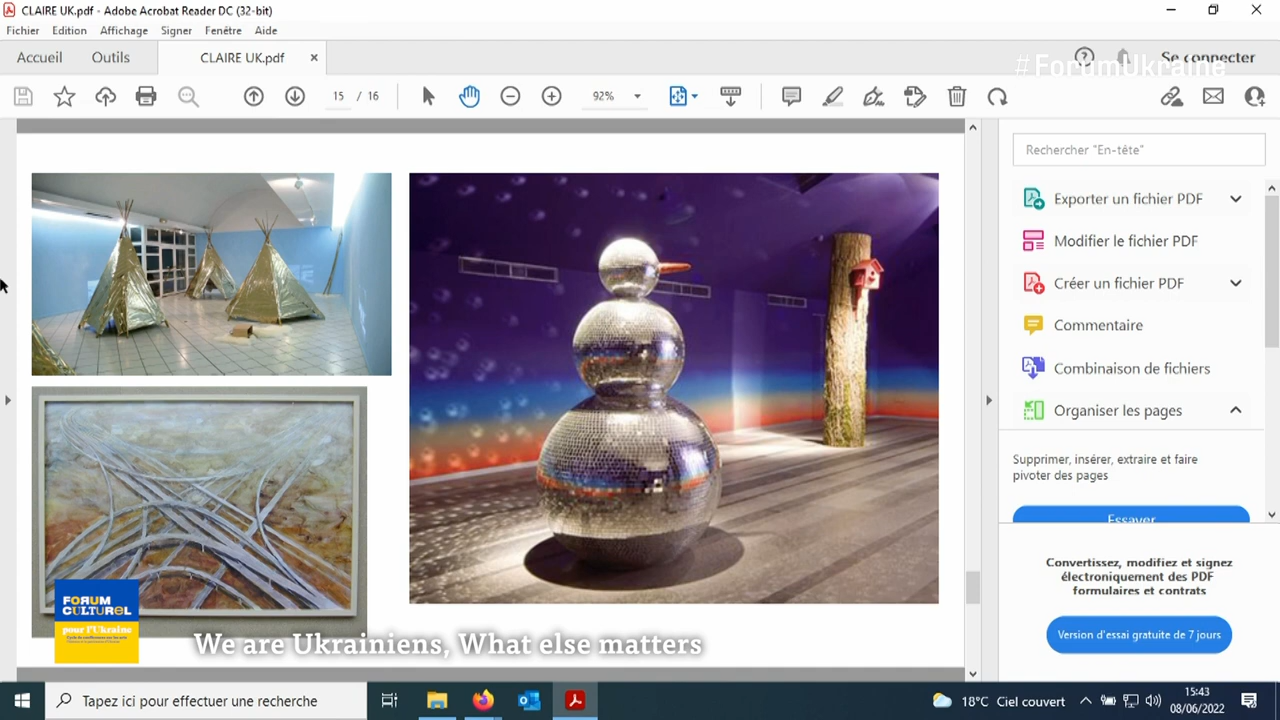 CLAIRE UK.pdf - Adobe Acrobat Reader DC (32-bit)
Fichier Edition Affichage Signer Fenêtre Aide
Accueil Outils CLAIRE UK.pdf × Se connecter
#ForumUkraine
15 / 16 92%
Rechercher "En-tête"
Exporter un fichier PDF
Modifier le fichier PDF
Créer un fichier PDF
Commentaire
Combinaison de fichiers
Organiser les pages
Supprimer, insérer, extraire et faire
pivoter des pages
Essayer
Convertissez, modifiez et signez
électroniquement des PDF
formulaires et contrats
Version d'essai gratuite de 7 jours
FORUM
CULTUREL
pour l'Ukraine
We are Ukrainiens, What else matters
Tapez ici pour effectuer une recherche
18°C Ciel couvert
15:43
08/06/2022